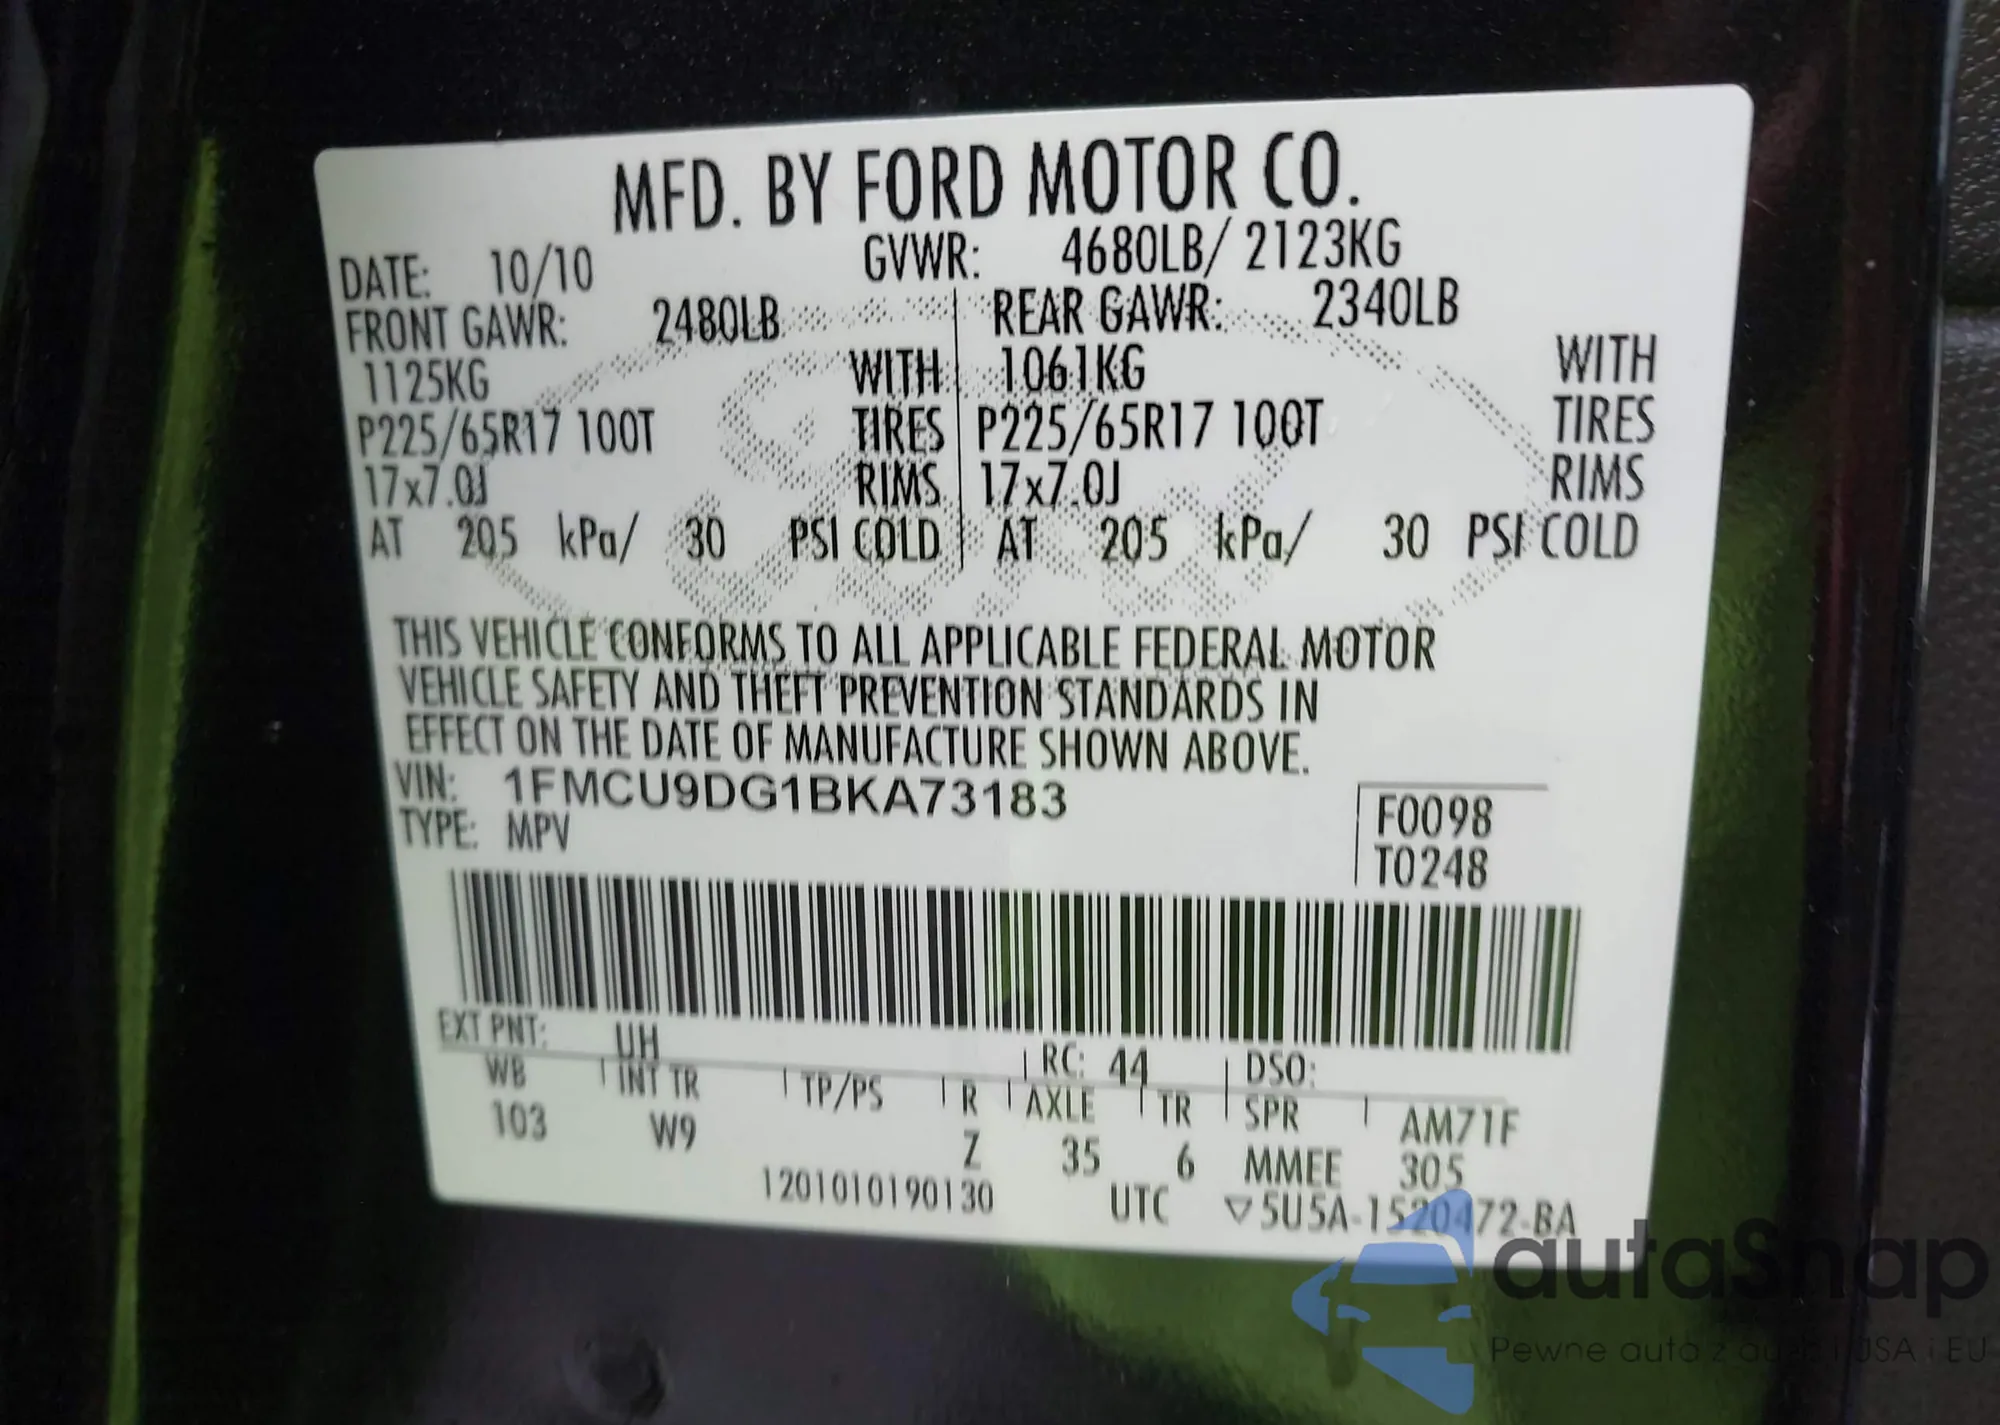 MFD. BY FORD MOTOR CO.
DATE: 10/10 GVWR: 4680LB/ 2123KG
FRONT GAWR: 2480LB REAR GAWR: 2340LB
1125KG WITH 1061KG WITH
P225/65R17 100T TIRES P225/65R17 100T TIRES
17x7.0J RIMS 17x7.0J RIMS
AT 205 kPa/ 30 PSI COLD AT 205 kPa/ 30 PSI COLD
THIS VEHICLE CONFORMS TO ALL APPLICABLE FEDERAL MOTOR
VEHICLE SAFETY AND THEFT PREVENTION STANDARDS IN
EFFECT ON THE DATE OF MANUFACTURE SHOWN ABOVE.
VIN: 1FMCU9DG1BKA73183
TYPE: MPV
F0098
T0248
EXT PNT: UH RC: 44 DSO:
WB INT TR TP/PS R AXLE TR SPR AM71F
103 W9 Z 35 6 MMEE 305
1201010190130 UTC ▽5U5A-1520472-BA
autaSnap
Pewne auta z aukcji USA i EU